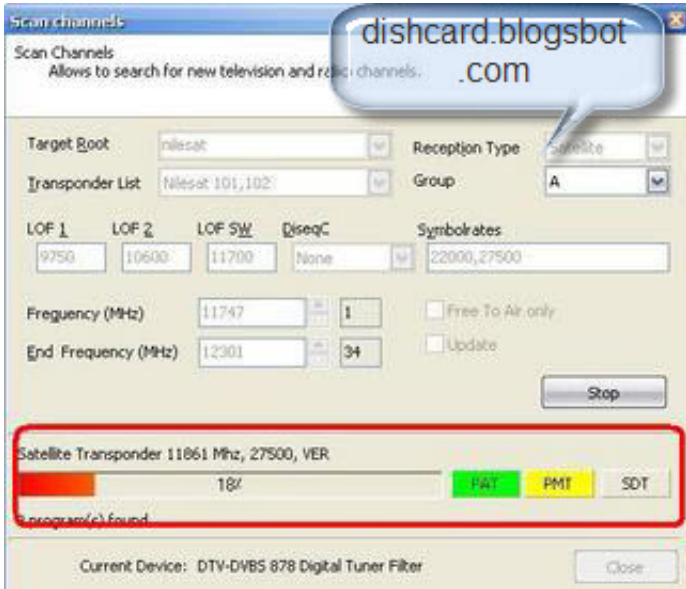 Scan channels
dishcard.blogsbot
.com
Scan Channels
Allows to search for new television and radio channels.
Target Root
nilesat
Reception Type
Satellite
Transponder List
Nilesat 101,102
Group
A
LOF 1
LOF 2
LOF SW
DiseqC
Symbolrates
9750
10600
11700
None
22000,27500
Frequency (MHz)
11747
1
Free To Air only
End Frequency (MHz)
12301
34
Update
Stop
Satellite Transponder 11861 Mhz, 27500, VER
18%
PAT
PMT
SDT
program(s) found
Current Device: DTV-DVBS 878 Digital Tuner Filter
Close